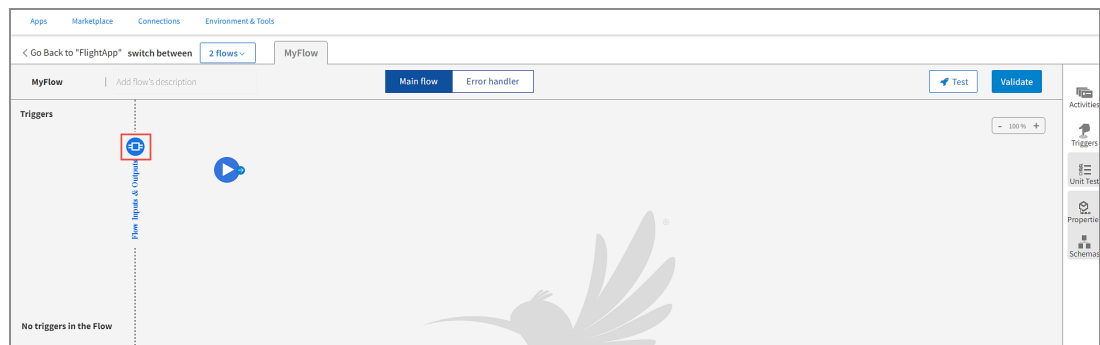 Apps Marketplace Connections Environment & Tools
Go Back to "FlightApp" switch between 2 flows MyFlow
MyFlow Add flow's description Main flow Error handler Test Validate
Activities
Triggers
- 100 % +
Triggers
Unit Test
Flow Inputs & Outputs
Propertie
Schemas
No triggers in the Flow